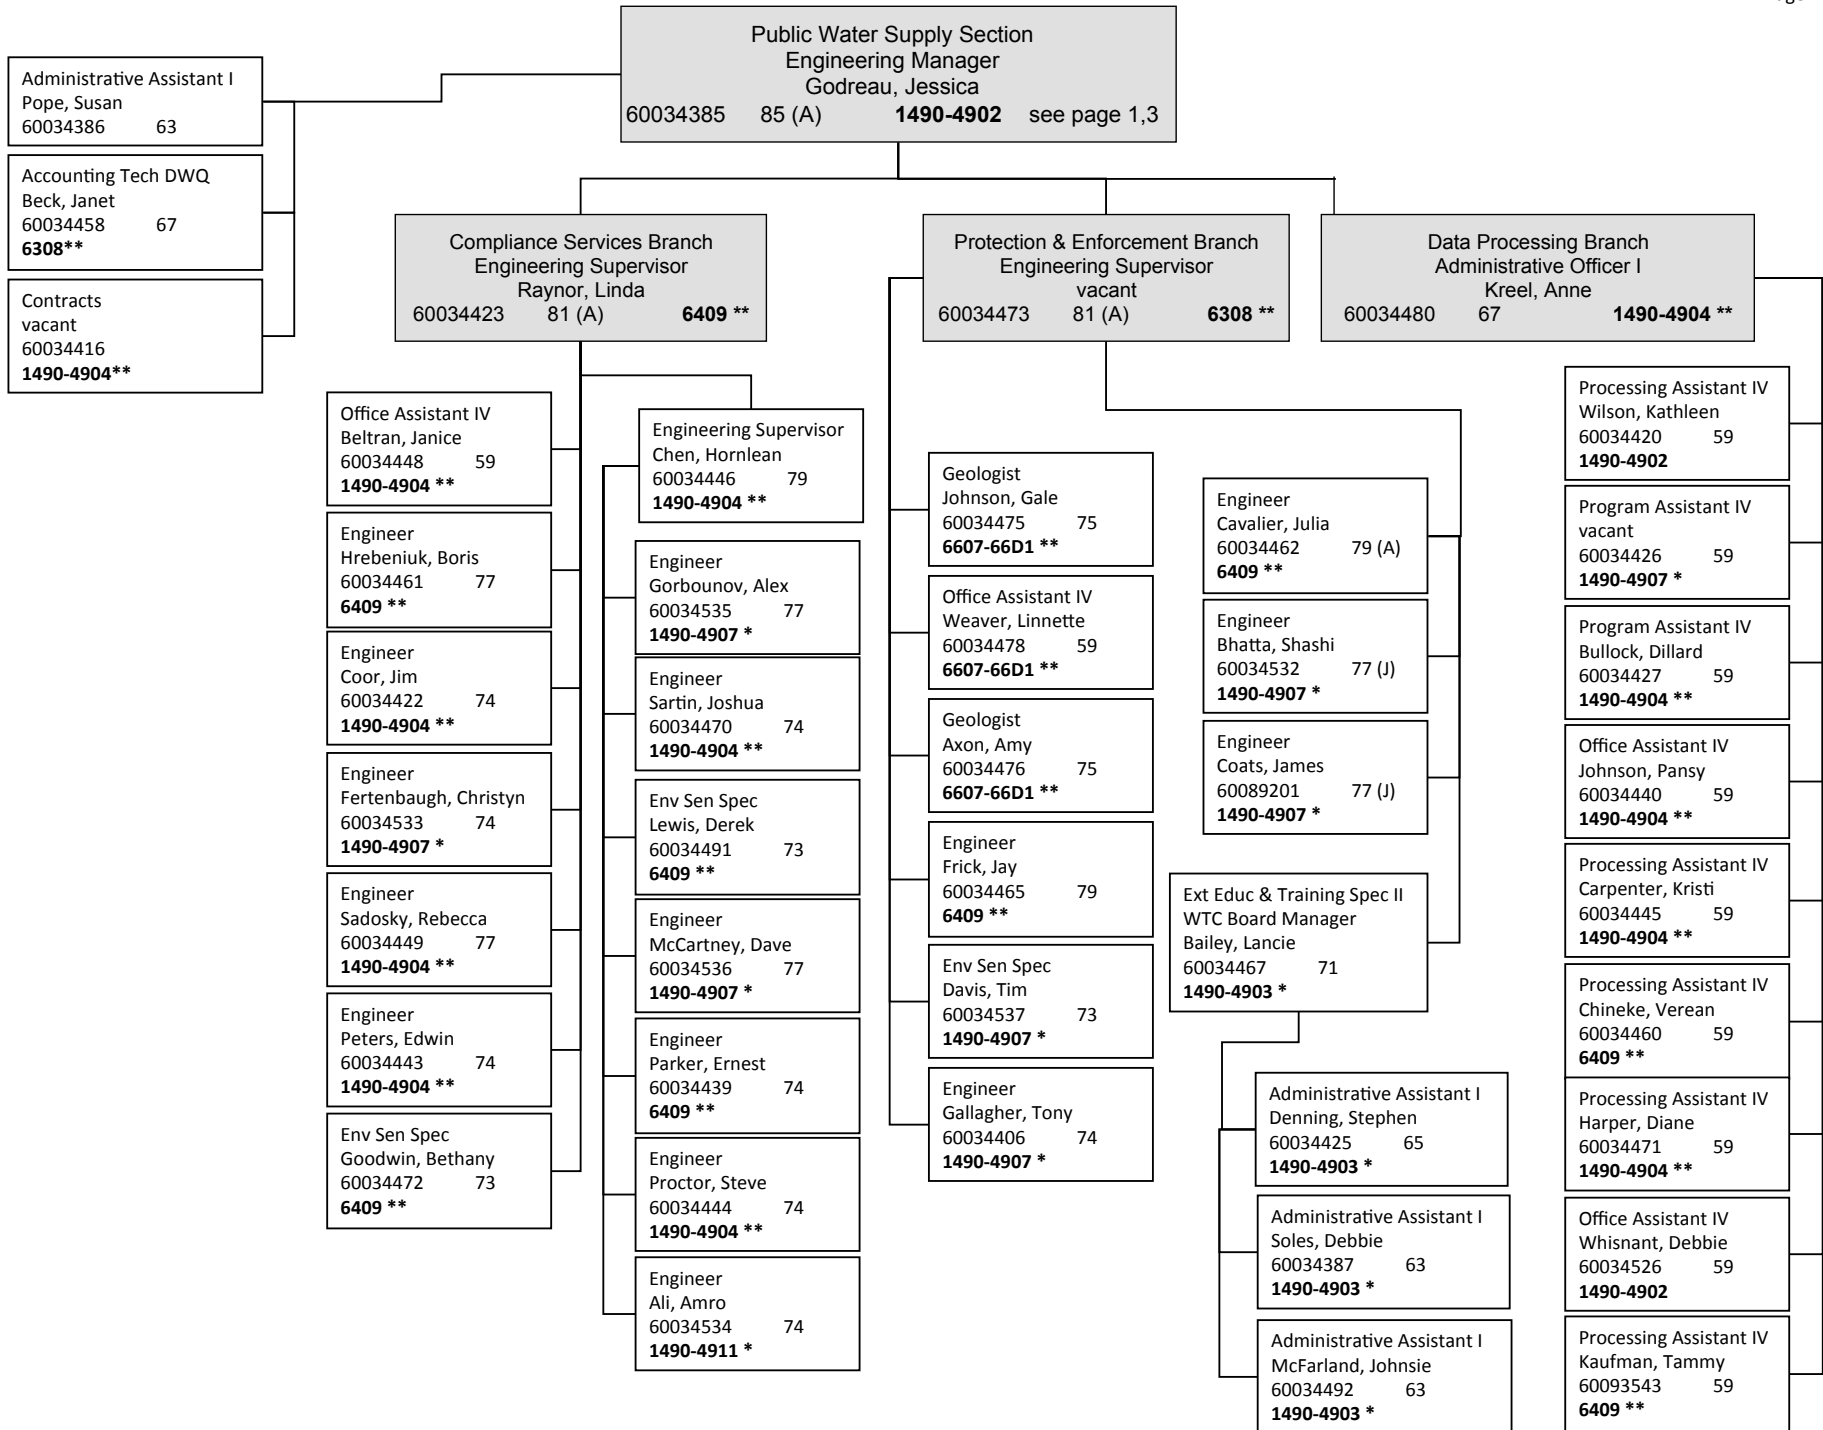 Public Water Supply Section
Engineering Manager
Godreau, Jessica
60034385 85 (A) 1490-4902 see page 1,3
Administrative Assistant I
Pope, Susan
60034386 63
Accounting Tech DWQ
Beck, Janet
60034458 67
6308**
Contracts
vacant
60034416
1490-4904**
Compliance Services Branch
Engineering Supervisor
Raynor, Linda
60034423 81 (A) 6409 **
Protection & Enforcement Branch
Engineering Supervisor
vacant
60034473 81 (A) 6308 **
Data Processing Branch
Administrative Officer I
Kreel, Anne
60034480 67 1490-4904 **
Office Assistant IV
Beltran, Janice
60034448 59
1490-4904 **
Engineer
Hrebeniuk, Boris
60034461 77
6409 **
Engineer
Coor, Jim
60034422 74
1490-4904 **
Engineer
Fertenbaugh, Christyn
60034533 74
1490-4907 *
Engineer
Sadosky, Rebecca
60034449 77
1490-4904 **
Engineer
Peters, Edwin
60034443 74
1490-4904 **
Env Sen Spec
Goodwin, Bethany
60034472 73
6409 **
Engineering Supervisor
Chen, Hornlean
60034446 79
1490-4904 **
Engineer
Gorbounov, Alex
60034535 77
1490-4907 *
Engineer
Sartin, Joshua
60034470 74
1490-4904 **
Env Sen Spec
Lewis, Derek
60034491 73
6409 **
Engineer
McCartney, Dave
60034536 77
1490-4907 *
Engineer
Parker, Ernest
60034439 74
6409 **
Engineer
Proctor, Steve
60034444 74
1490-4904 **
Engineer
Ali, Amro
60034534 74
1490-4911 *
Geologist
Johnson, Gale
60034475 75
6607-66D1 **
Office Assistant IV
Weaver, Linnette
60034478 59
6607-66D1 **
Geologist
Axon, Amy
60034476 75
6607-66D1 **
Engineer
Frick, Jay
60034465 79
6409 **
Env Sen Spec
Davis, Tim
60034537 73
1490-4907 *
Engineer
Gallagher, Tony
60034406 74
1490-4907 *
Engineer
Cavalier, Julia
60034462 79 (A)
6409 **
Engineer
Bhatta, Shashi
60034532 77 (J)
1490-4907 *
Engineer
Coats, James
60089201 77 (J)
1490-4907 *
Ext Educ & Training Spec II
WTC Board Manager
Bailey, Lancie
60034467 71
1490-4903 *
Administrative Assistant I
Denning, Stephen
60034425 65
1490-4903 *
Administrative Assistant I
Soles, Debbie
60034387 63
1490-4903 *
Administrative Assistant I
McFarland, Johnsie
60034492 63
1490-4903 *
Processing Assistant IV
Wilson, Kathleen
60034420 59
1490-4902
Program Assistant IV
vacant
60034426 59
1490-4907 *
Program Assistant IV
Bullock, Dillard
60034427 59
1490-4904 **
Office Assistant IV
Johnson, Pansy
60034440 59
1490-4904 **
Processing Assistant IV
Carpenter, Kristi
60034445 59
1490-4904 **
Processing Assistant IV
Chineke, Verean
60034460 59
6409 **
Processing Assistant IV
Harper, Diane
60034471 59
1490-4904 **
Office Assistant IV
Whisnant, Debbie
60034526 59
1490-4902
Processing Assistant IV
Kaufman, Tammy
60093543 59
6409 **